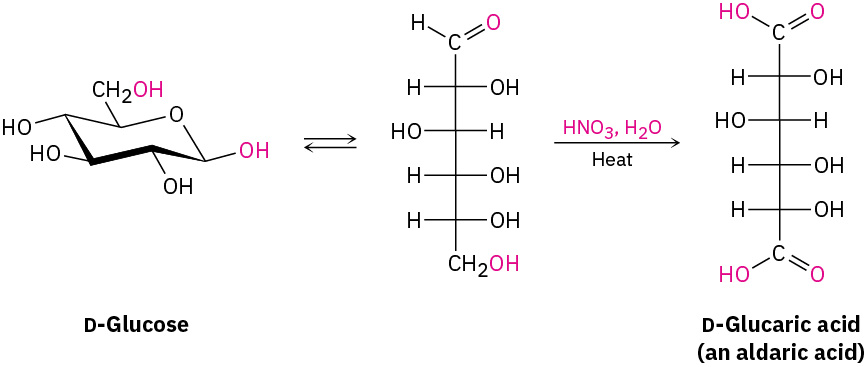 CH2OH
HO
O
HO
OH
OH
D-Glucose
H
O
C
H
OH
HO
H
H
OH
H
OH
CH2OH
HNO3, H2O
Heat
HO
O
C
H
OH
HO
H
H
OH
H
OH
C
HO
O
D-Glucaric acid
(an aldaric acid)